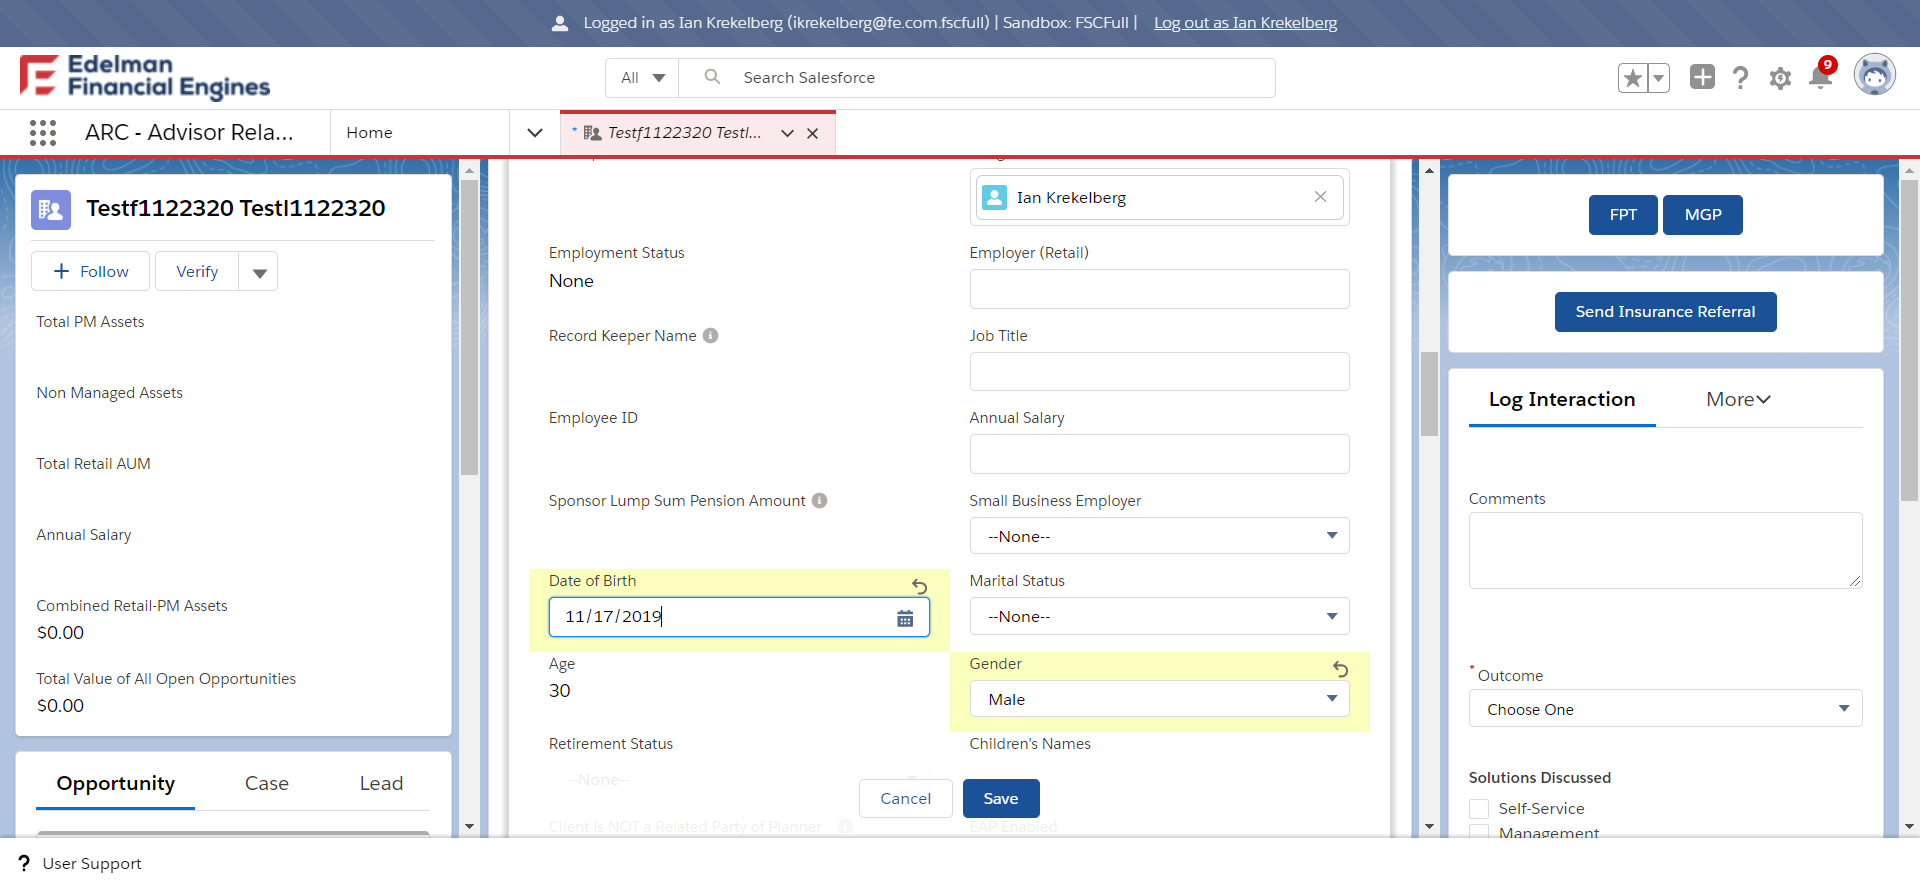 Logged in as Ian Krekelberg (ikrekelberg@fe.com.fscfull) | Sandbox: FSCFull | Log out as Ian Krekelberg
Edelman
Financial Engines
All
Search Salesforce
9
ARC - Advisor Rela...
Home
* Testf1122320 Testl...
Testf1122320 Testl1122320
Follow
Verify
Total PM Assets
Non Managed Assets
Total Retail AUM
Annual Salary
Combined Retail-PM Assets
$0.00
Total Value of All Open Opportunities
$0.00
Opportunity
Case
Lead
Ian Krekelberg
Employment Status
None
Employer (Retail)
Record Keeper Name
Job Title
Employee ID
Annual Salary
Sponsor Lump Sum Pension Amount
Small Business Employer
--None--
Date of Birth
11/17/2019
Marital Status
--None--
Age
30
Gender
Male
Retirement Status
--None--
Children's Names
Cancel
Save
Client is NOT a Related Party of Planner
EAP Enabled
FPT
MGP
Send Insurance Referral
Log Interaction
More
Comments
* Outcome
Choose One
Solutions Discussed
Self-Service
Management
? User Support